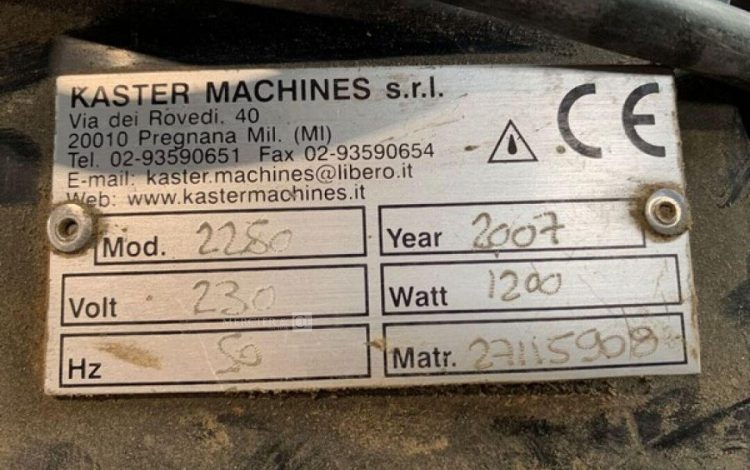 KASTER MACHINES s.r.l.
Via dei Rovedi. 40
20010 Pregnana Mil. (MI)
Tel. 02-93590651 Fax 02-93590654
E-mail: kaster.machines@libero.it
Web: www.kastermachines.it
CE
Mod. 2250
Year 2007
Volt 230
Watt 1200
Hz 50
Matr. 27115908